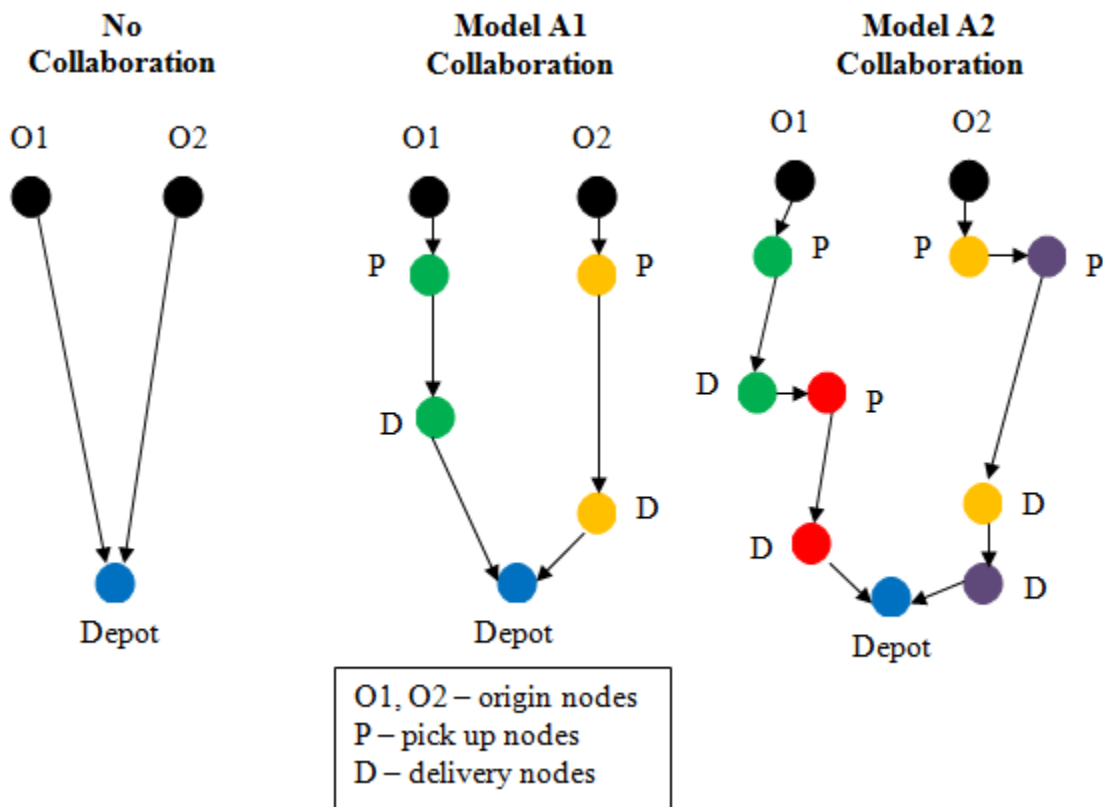 No
Collaboration
O1
O2
Depot
Model A1
Collaboration
O1
O2
P
P
D
D
Depot
Model A2
Collaboration
O1
O2
P
P
P
D
P
D
D
D
Depot
O1, O2 – origin nodes
P – pick up nodes
D – delivery nodes